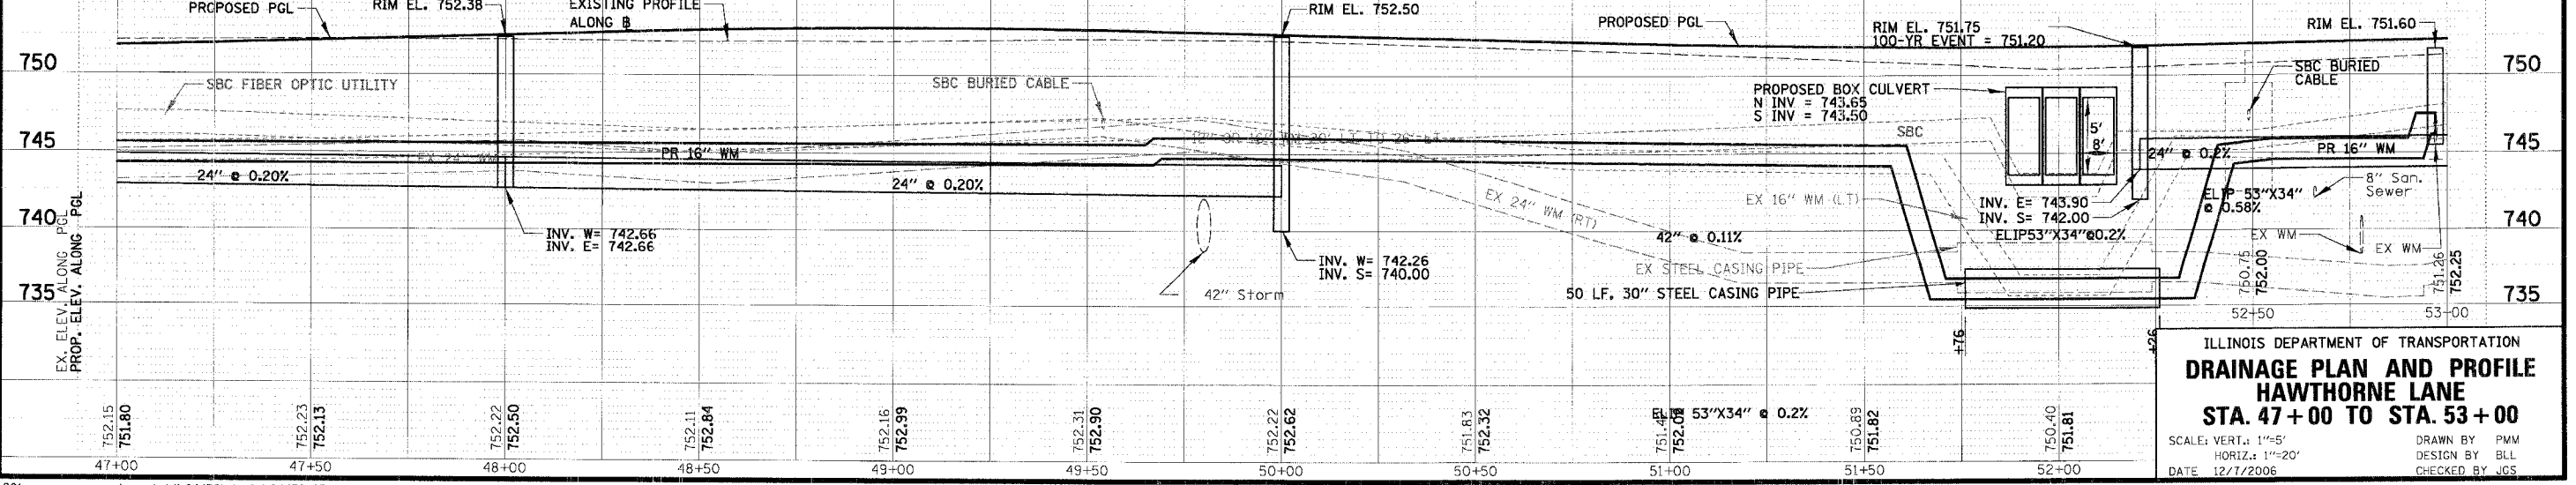 PROPOSED PGL
RIM EL. 752.38
EXISTING PROFILE
ALONG ⅊
RIM EL. 752.50
PROPOSED PGL
RIM EL. 751.75
100-YR EVENT = 751.20
RIM EL. 751.60
750
SBC FIBER OPTIC UTILITY
SBC BURIED CABLE
PROPOSED BOX CULVERT
N INV = 743.65
S INV = 743.50
SBC BURIED
CABLE
750
745
EX 24" WM
PR 16" WM
SBC
5'
8'
24" @ 0.2%
PR 16" WM
745
24" @ 0.20%
24" @ 0.20%
EX 24" WM (RT)
EX 16" WM (LT)
INV. E= 743.90
INV. S= 742.00
ELIP 53"X34"
@ 0.58%
8" San.
Sewer
740
INV. W= 742.66
INV. E= 742.66
42" @ 0.11%
ELIP53"X34"@0.2%
EX WM
EX WM
740
INV. W= 742.26
INV. S= 740.00
EX STEEL CASING PIPE
735
42" Storm
50 LF. 30" STEEL CASING PIPE
735
EX. ELEV. ALONG PGL
PROP. ELEV. ALONG PGL
750.75
752.00
751.26
752.25
52+50
53+00
+76
+26
752.15
751.80
752.23
752.13
752.22
752.50
752.11
752.84
752.16
752.99
752.31
752.90
752.22
752.62
751.83
752.32
ELIP 53"X34" @ 0.2%
750.89
751.82
750.40
751.81
47+00
47+50
48+00
48+50
49+00
49+50
50+00
50+50
51+00
51+50
52+00
ILLINOIS DEPARTMENT OF TRANSPORTATION
DRAINAGE PLAN AND PROFILE
HAWTHORNE LANE
STA. 47+00 TO STA. 53+00
SCALE: VERT.: 1"=5'
HORIZ.: 1"=20'
DATE 12/7/2006
DRAWN BY PMM
DESIGN BY BLL
CHECKED BY JGS